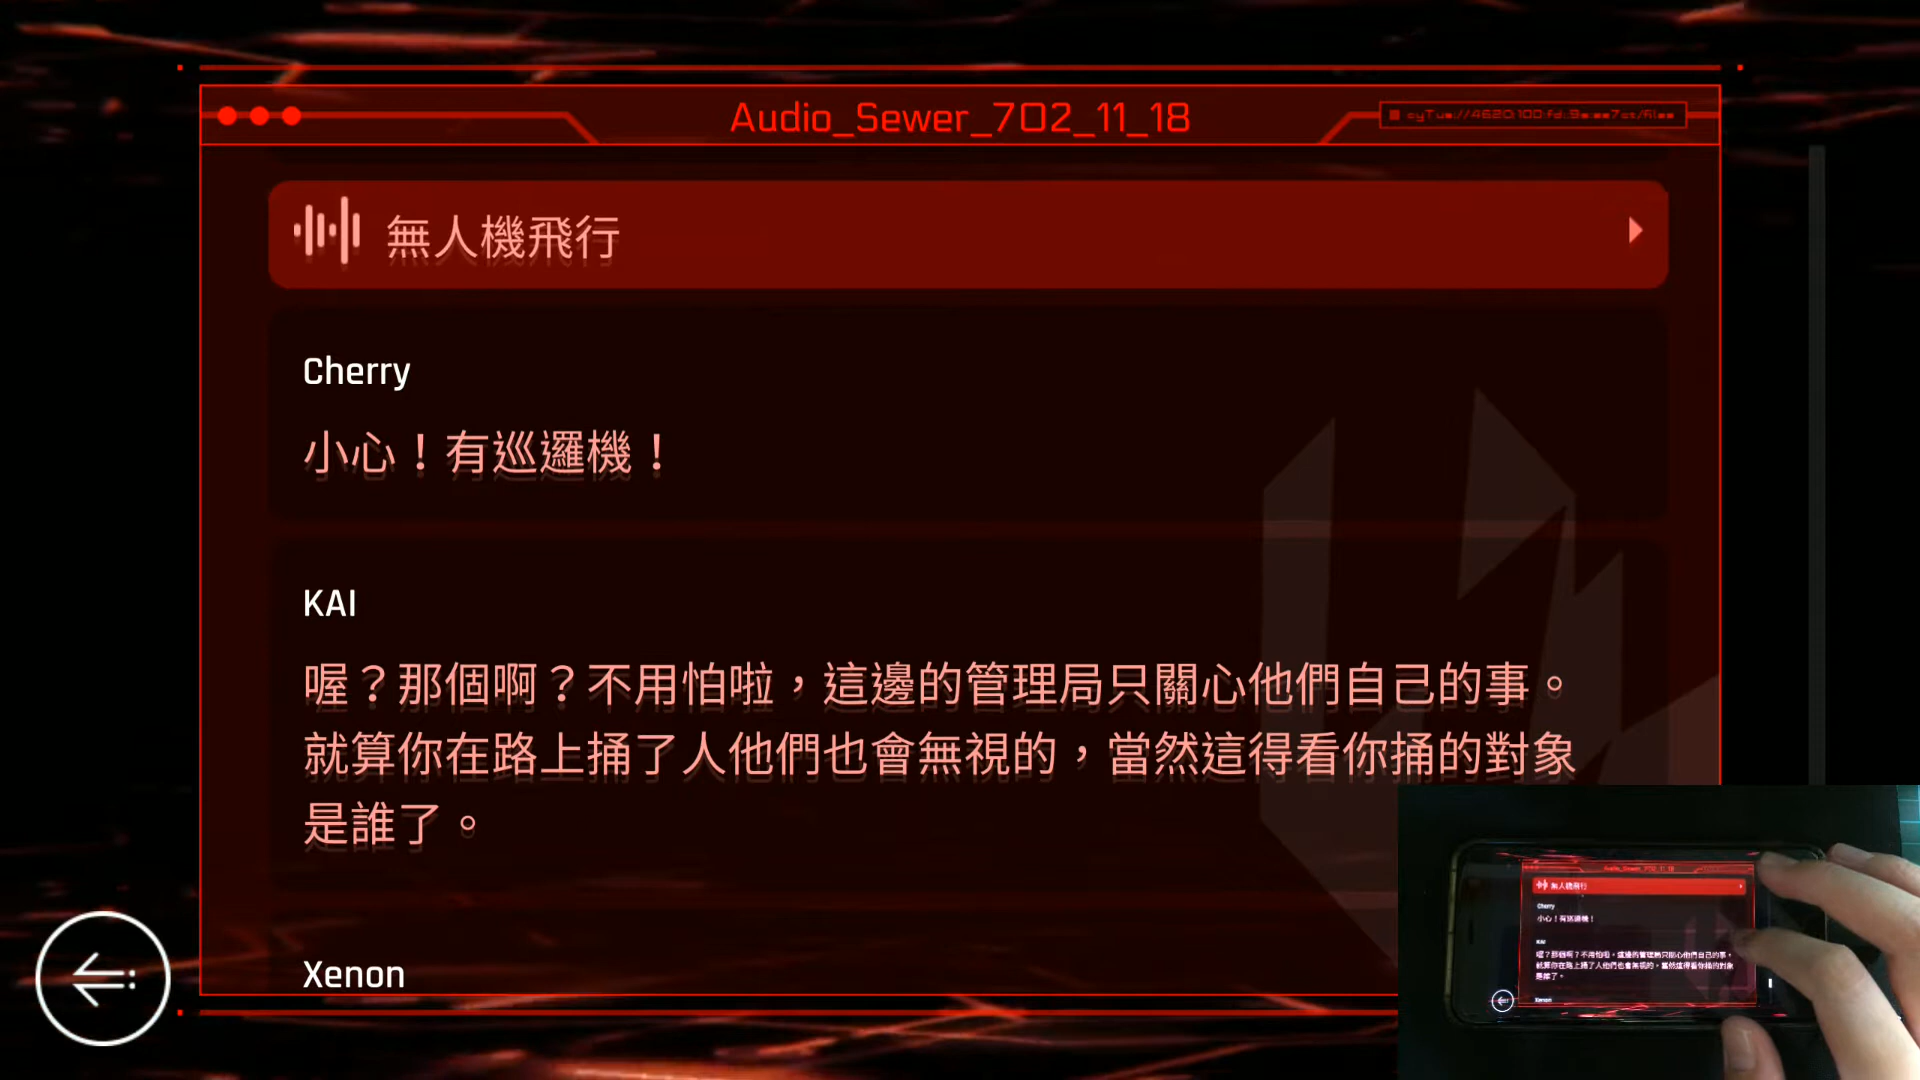 Audio_Sewer_702_11_18
無人機飛行
Cherry
小心！有巡邏機！
KAI
喔？那個啊？不用怕啦，這邊的管理局只關心他們自己的事。
就算你在路上捅了人他們也會無視的，當然這得看你捅的對象
是誰了。
Xenon